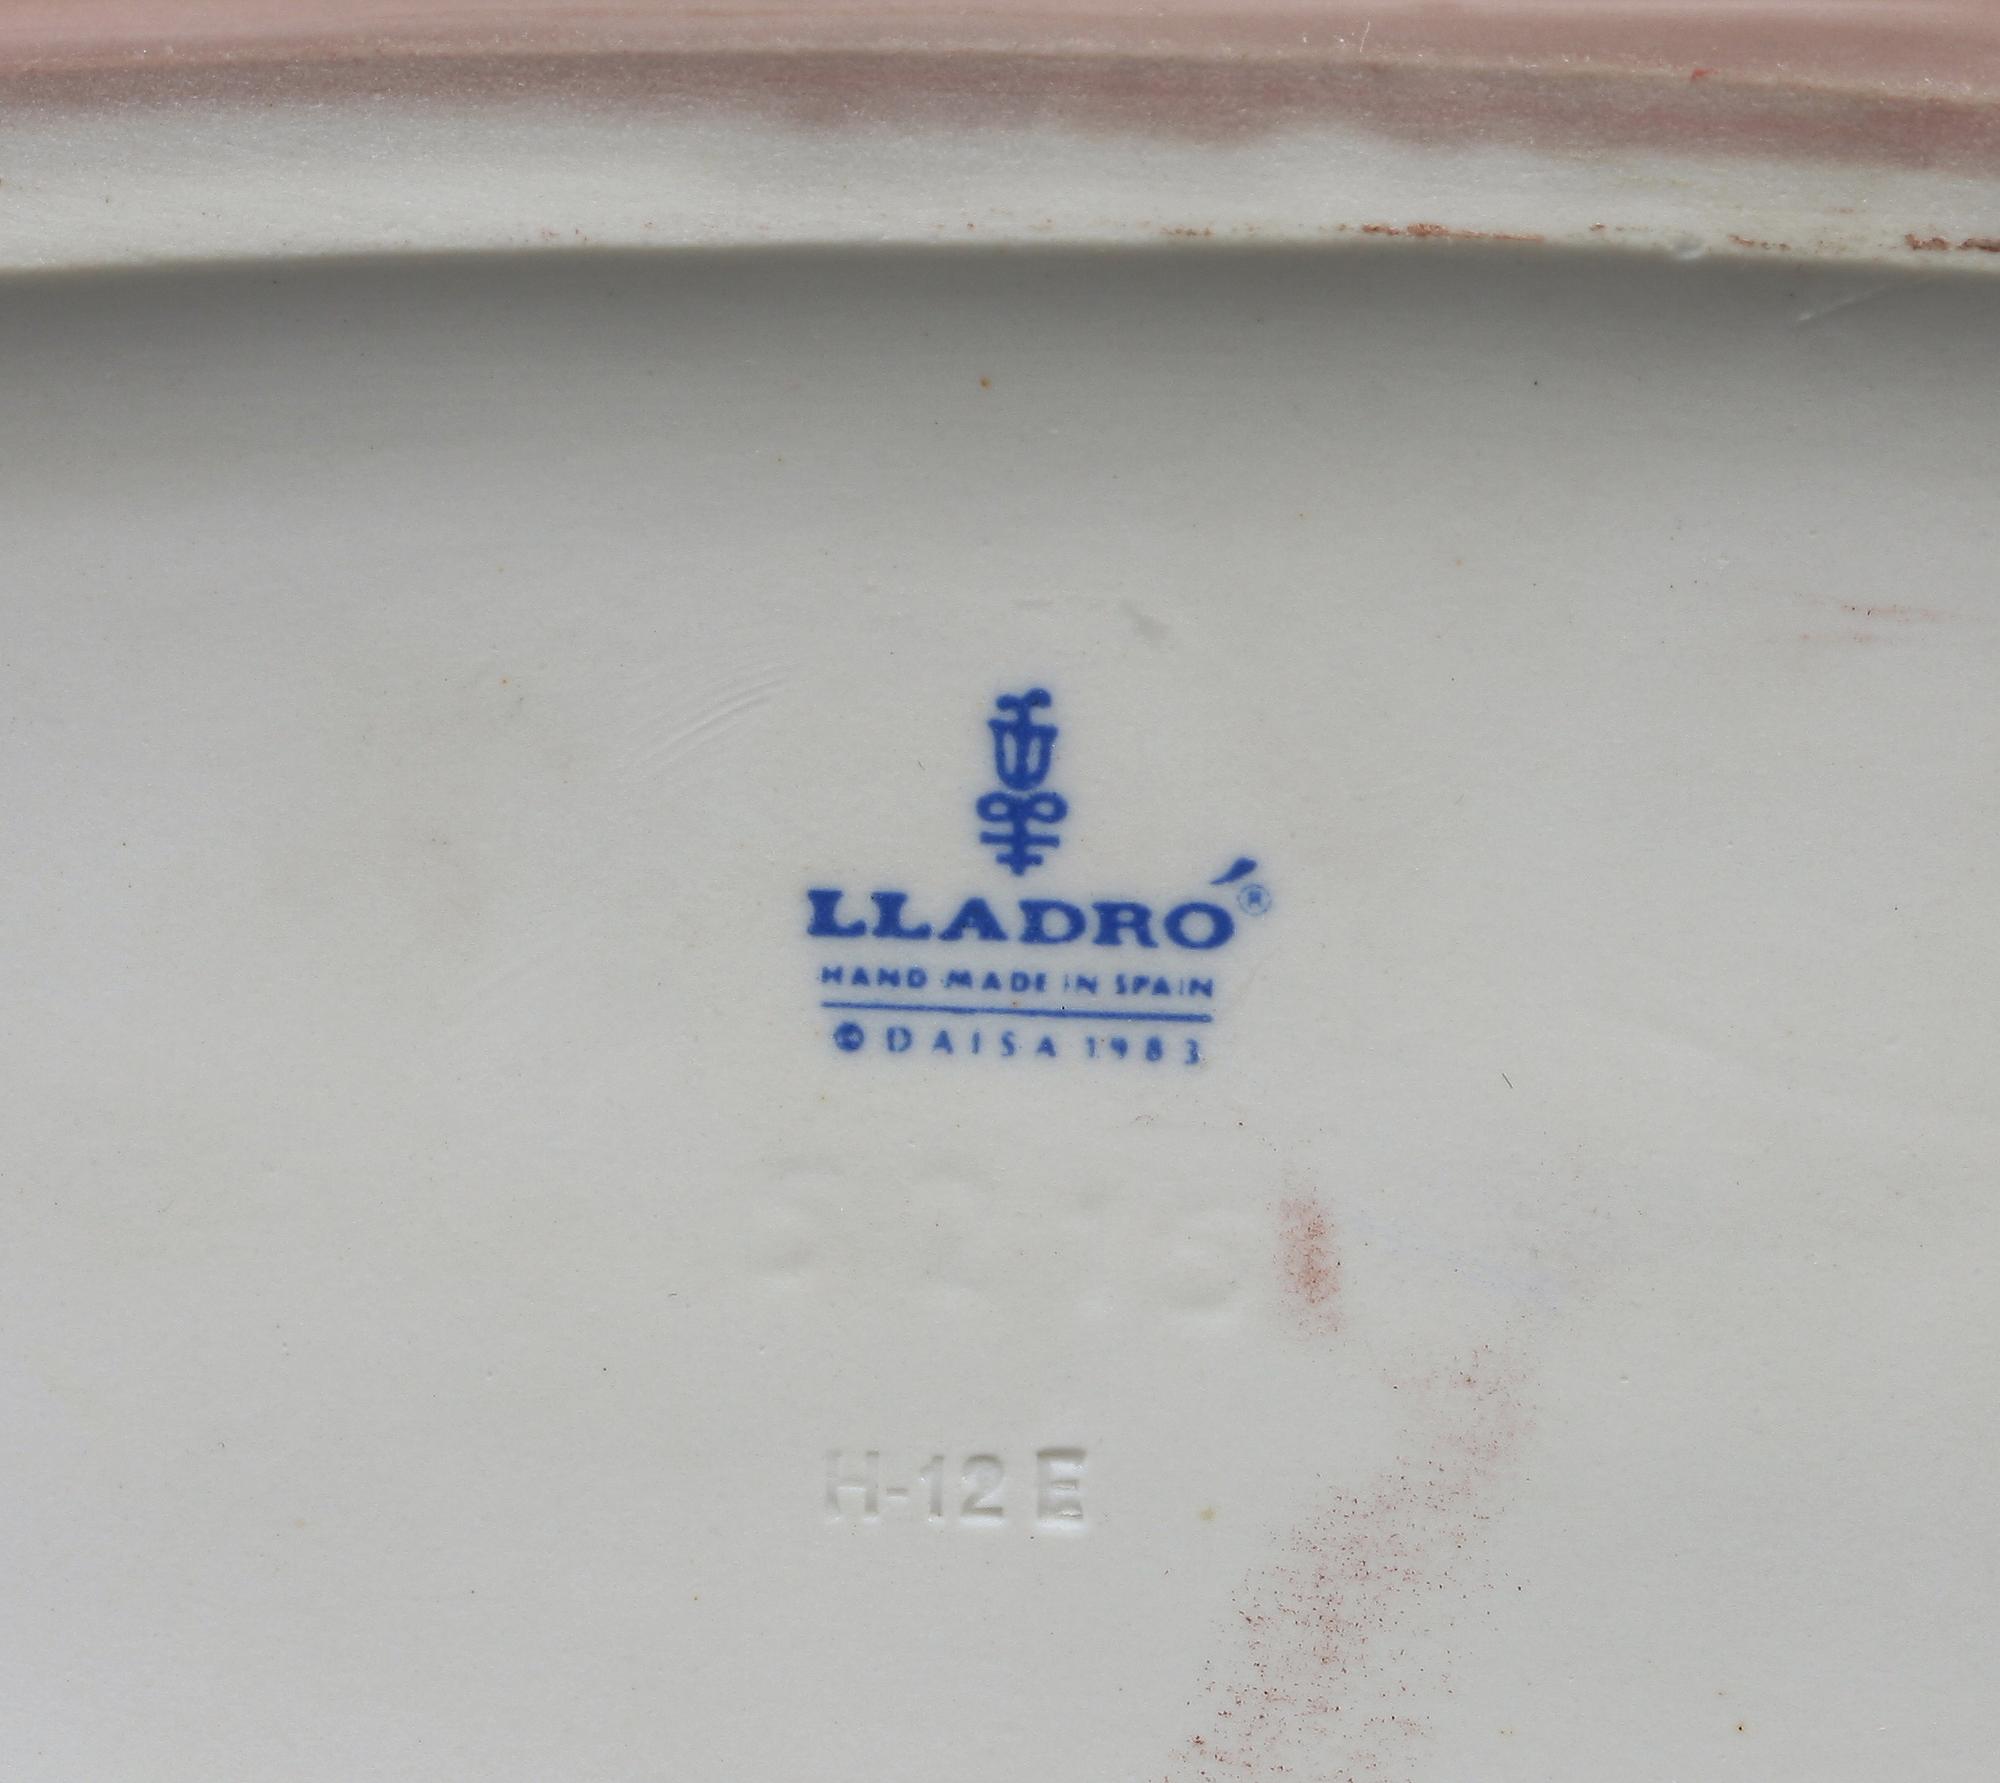 LLADRÓ®
HAND MADE IN SPAIN
© DAISA 1983
H-12 E